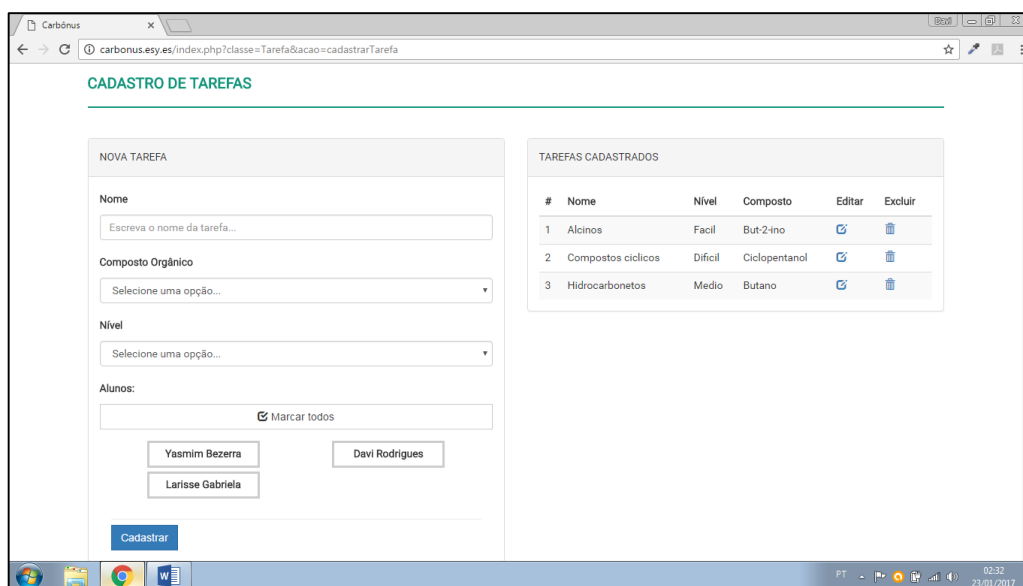 Carbônus
Davi
carbonus.esy.es/index.php?classe=Tarefa&acao=cadastrarTarefa
CADASTRO DE TAREFAS
NOVA TAREFA
Nome
Escreva o nome da tarefa...
Composto Orgânico
Selecione uma opção...
Nível
Selecione uma opção...
Alunos:
Marcar todos
Yasmim Bezerra Davi Rodrigues
Larisse Gabriela
Cadastrar
TAREFAS CADASTRADOS
# Nome Nível Composto Editar Excluir
1 Alcinos Facil But-2-ino
2 Compostos ciclicos Dificil Ciclopentanol
3 Hidrocarbonetos Medio Butano
PT
02:32
23/01/2017